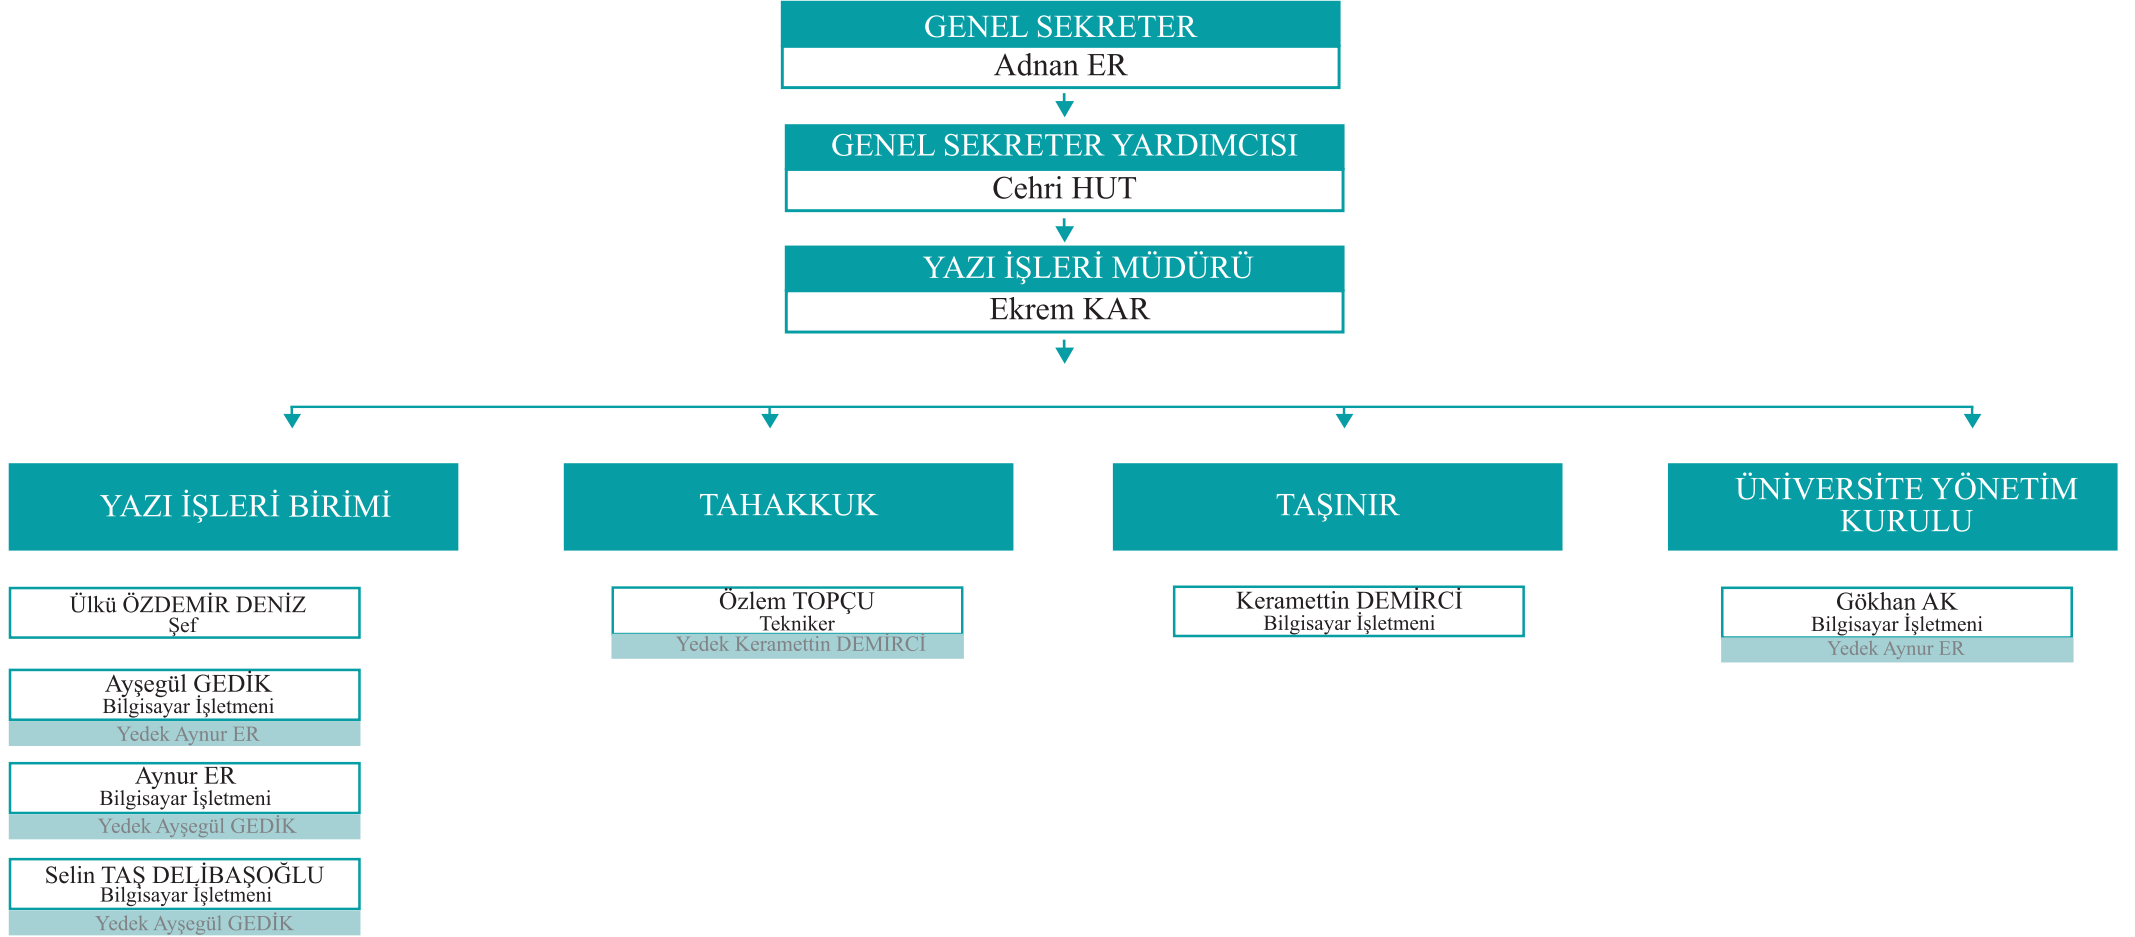 GENEL SEKRETER
Adnan ER
GENEL SEKRETER YARDIMCISI
Cehri HUT
YAZI İŞLERİ MÜDÜRÜ
Ekrem KAR
YAZI İŞLERİ BİRİMİ
Ülkü ÖZDEMİR DENİZ
Şef
Ayşegül GEDİK
Bilgisayar İşletmeni
Yedek Aynur ER
Aynur ER
Bilgisayar İşletmeni
Yedek Ayşegül GEDİK
Selin TAŞ DELİBAŞOĞLU
Bilgisayar İşletmeni
Yedek Ayşegül GEDİK
TAHAKKUK
Özlem TOPÇU
Tekniker
Yedek Keramettin DEMİRCİ
TAŞINIR
Keramettin DEMİRCİ
Bilgisayar İşletmeni
ÜNİVERSİTE YÖNETİM
KURULU
Gökhan AK
Bilgisayar İşletmeni
Yedek Aynur ER